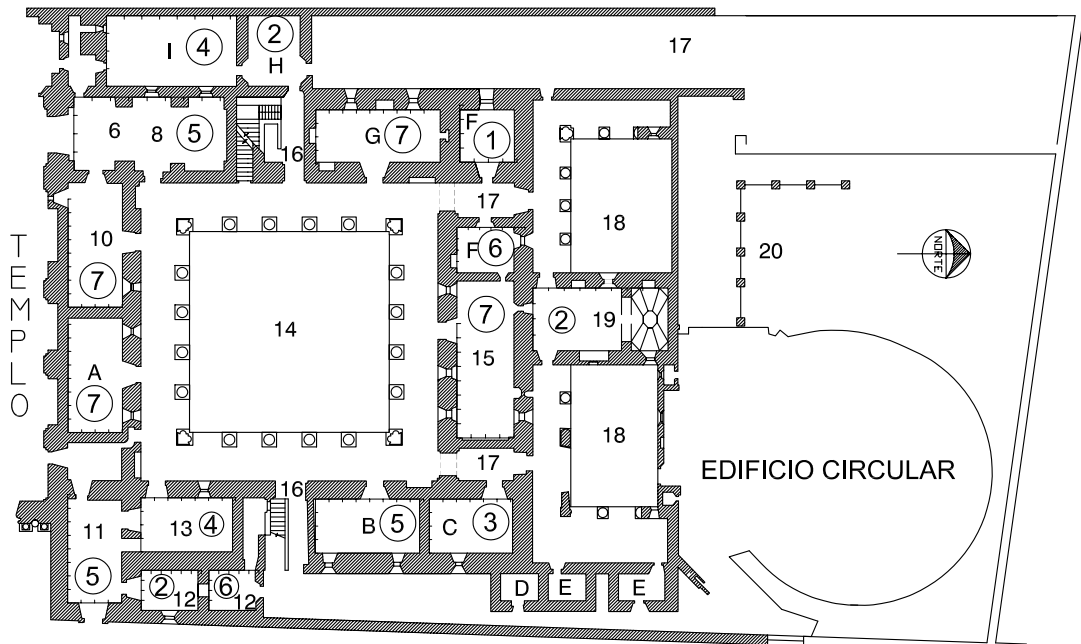 I 4
2
H
17
6 8 5
16
G 7
F
1
17
18
20
NORTE
10
7
F 6
TEMPLO
14
7
15
2 19
A
7
18
EDIFICIO CIRCULAR
17
16
11
5
13 4
B 5
C 3
2 12
6 12
D
E
E